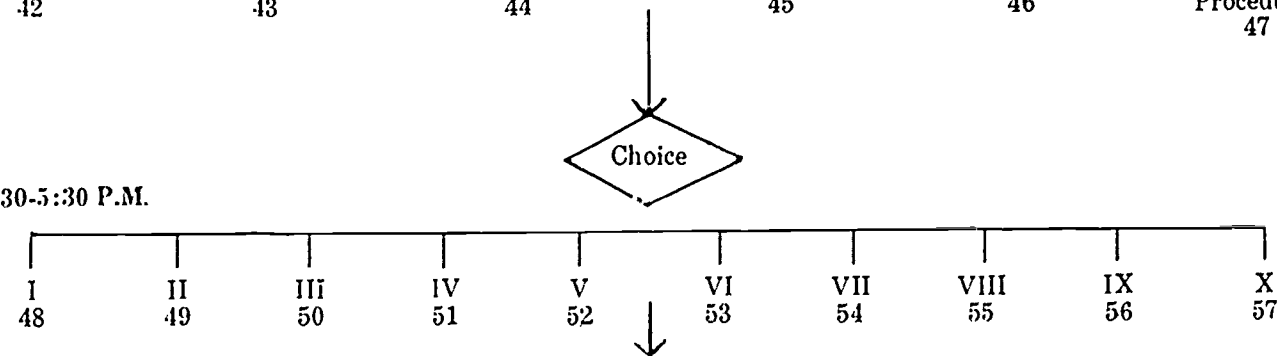 42 43 44 45 46
47
Choice
30-5:30 P.M.
I II III IV V VI VII VIII IX X
48 49 50 51 52 53 54 55 56 57